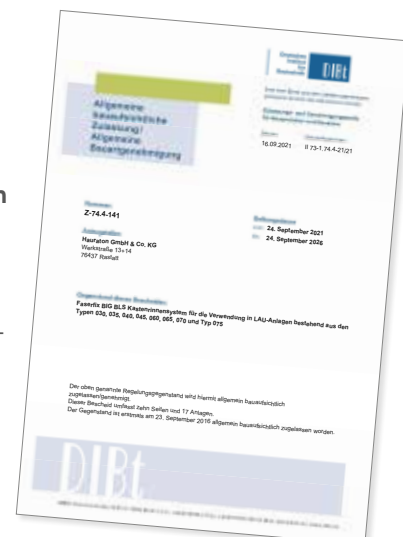 n
Deutsches
Institut
für
Bautechnik
DIBt
Allgemeine
bauaufsichtliche
Zulassung/
Allgemeine
Bauartgenehmigung
16.09.2021 II 73-1.74.4-21/21
Nummer:
Z-74.4-141
Geltungsdauer
vom: 24. September 2021
bis: 24. September 2026
Antragsteller:
Hauraton GmbH & Co. KG
Werkstraße 13+14
76437 Rastatt
Gegenstand dieses Bescheides:
Faserfix BIG BLS Kastenrinnensystem für die Verwendung in LAU-Anlagen bestehend aus den
Typen 030, 035, 040, 045, 060, 065, 070 und Typ 075
Der oben genannte Regelungsgegenstand wird hiermit allgemein bauaufsichtlich
zugelassen/genehmigt.
Dieser Bescheid umfasst zehn Seiten und 17 Anlagen.
Der Gegenstand ist erstmals am 23. September 2016 allgemein bauaufsichtlich zugelassen worden.
DIBt